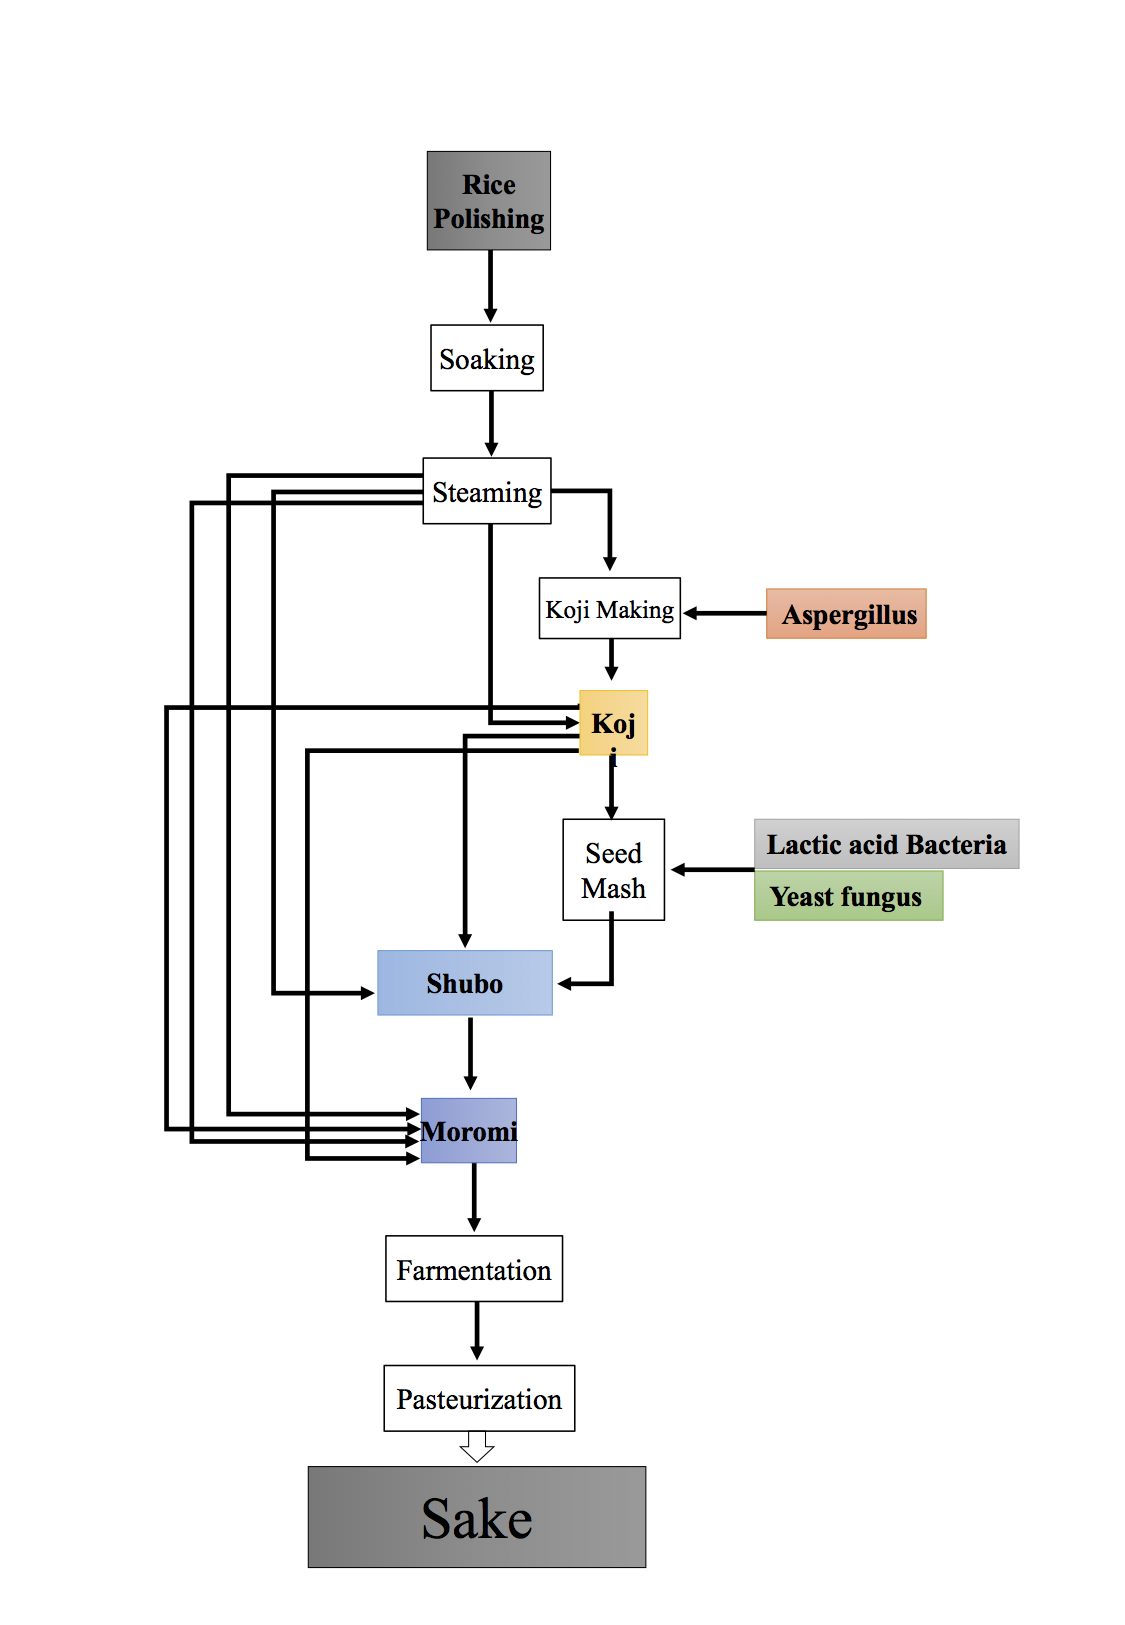 Rice
Polishing
Soaking
Steaming
Koji Making
Aspergillus
Koj
i
Seed
Mash
Lactic acid Bacteria
Yeast fungus
Shubo
Moromi
Farmentation
Pasteurization
Sake